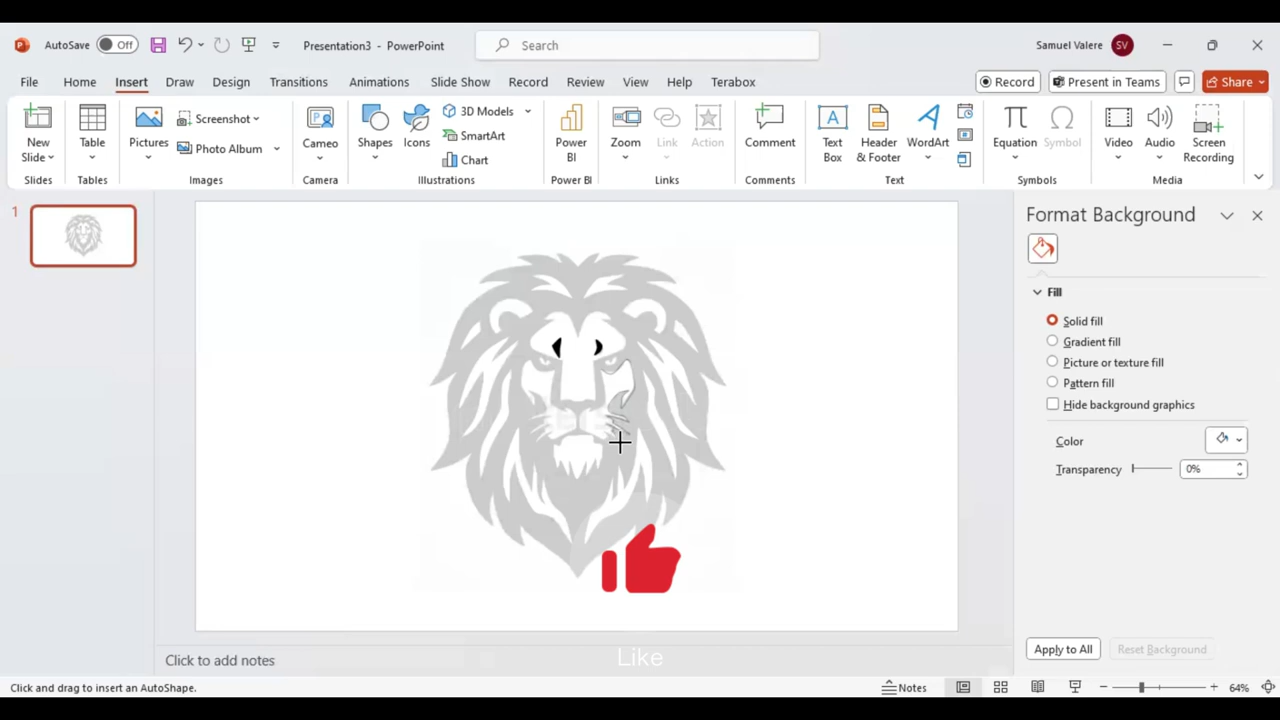 AutoSave Off Presentation3 - PowerPoint Search Samuel Valere SV
File Home Insert Draw Design Transitions Animations Slide Show Record Review View Help Terabox Record Present in Teams Share
New Slide Table Pictures Screenshot Photo Album Cameo Shapes Icons 3D Models SmartArt Chart Power BI Zoom Link Action Comment Text Box Header & Footer WordArt Equation Symbol Video Audio Screen Recording
Slides Tables Images Camera Illustrations Power BI Links Comments Text Symbols Media
1
Format Background
Fill
Solid fill
Gradient fill
Picture or texture fill
Pattern fill
Hide background graphics
Color
Transparency 0%
Apply to All Reset Background
Like
Click to add notes
Click and drag to insert an AutoShape. Notes 64%